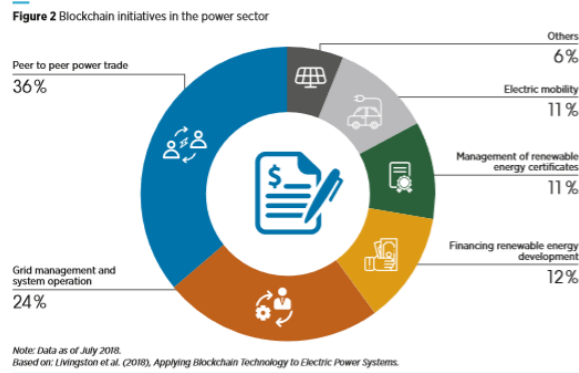 Figure 2 Blockchain initiatives in the power sector
Others
6%
Peer to peer power trade
36%
Electric mobility
11%
Management of renewable
energy certificates
11%
Financing renewable energy
development
12%
Grid management and
system operation
24%
$
Note: Data as of July 2018.
Based on: Livingston et al. (2018), Applying Blockchain Technology to Electric Power Systems.